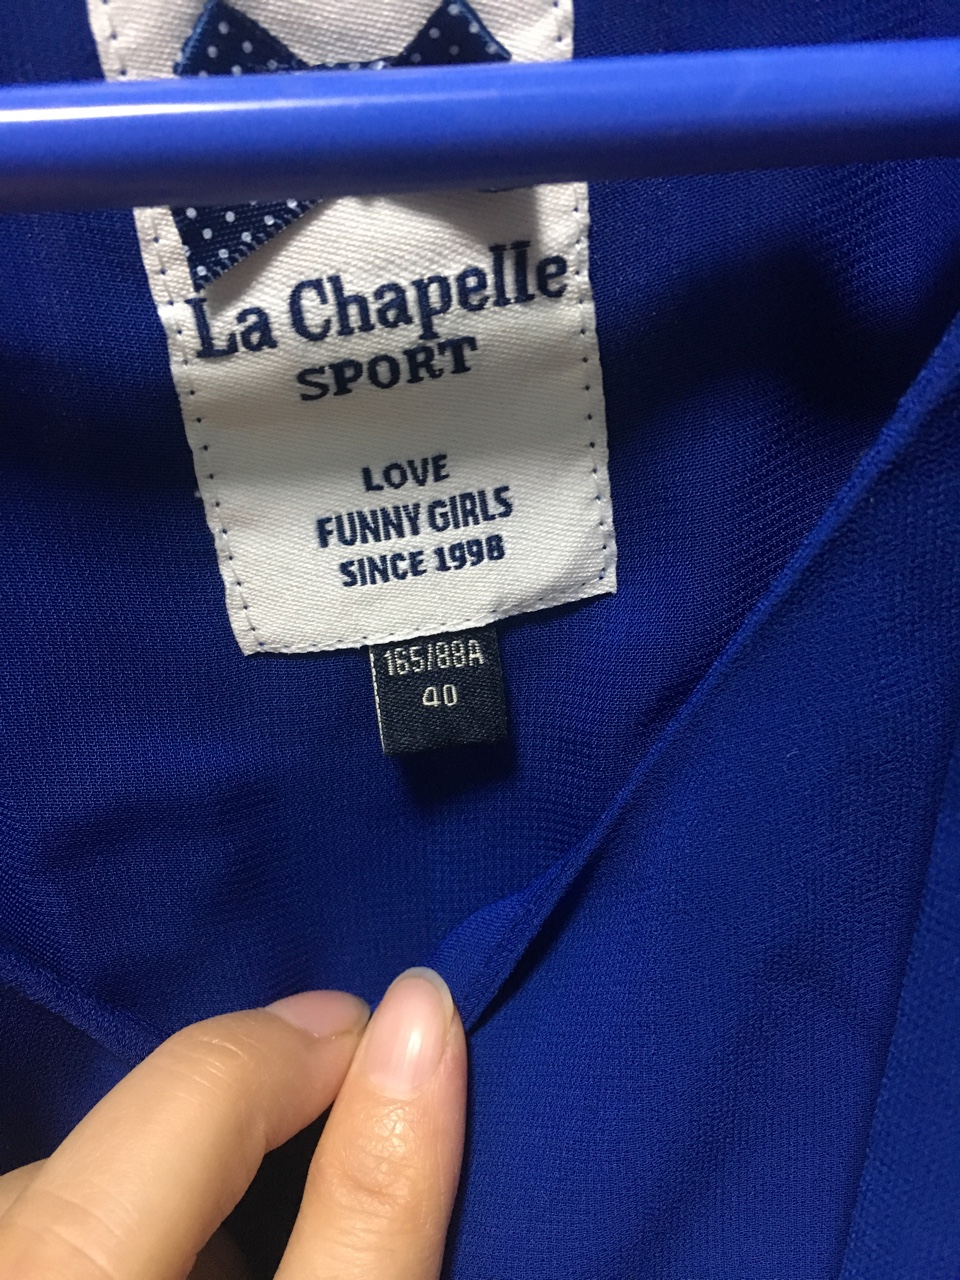 La Chapelle
SPORT
LOVE
FUNNY GIRLS
SINCE 1998
165/88A
40